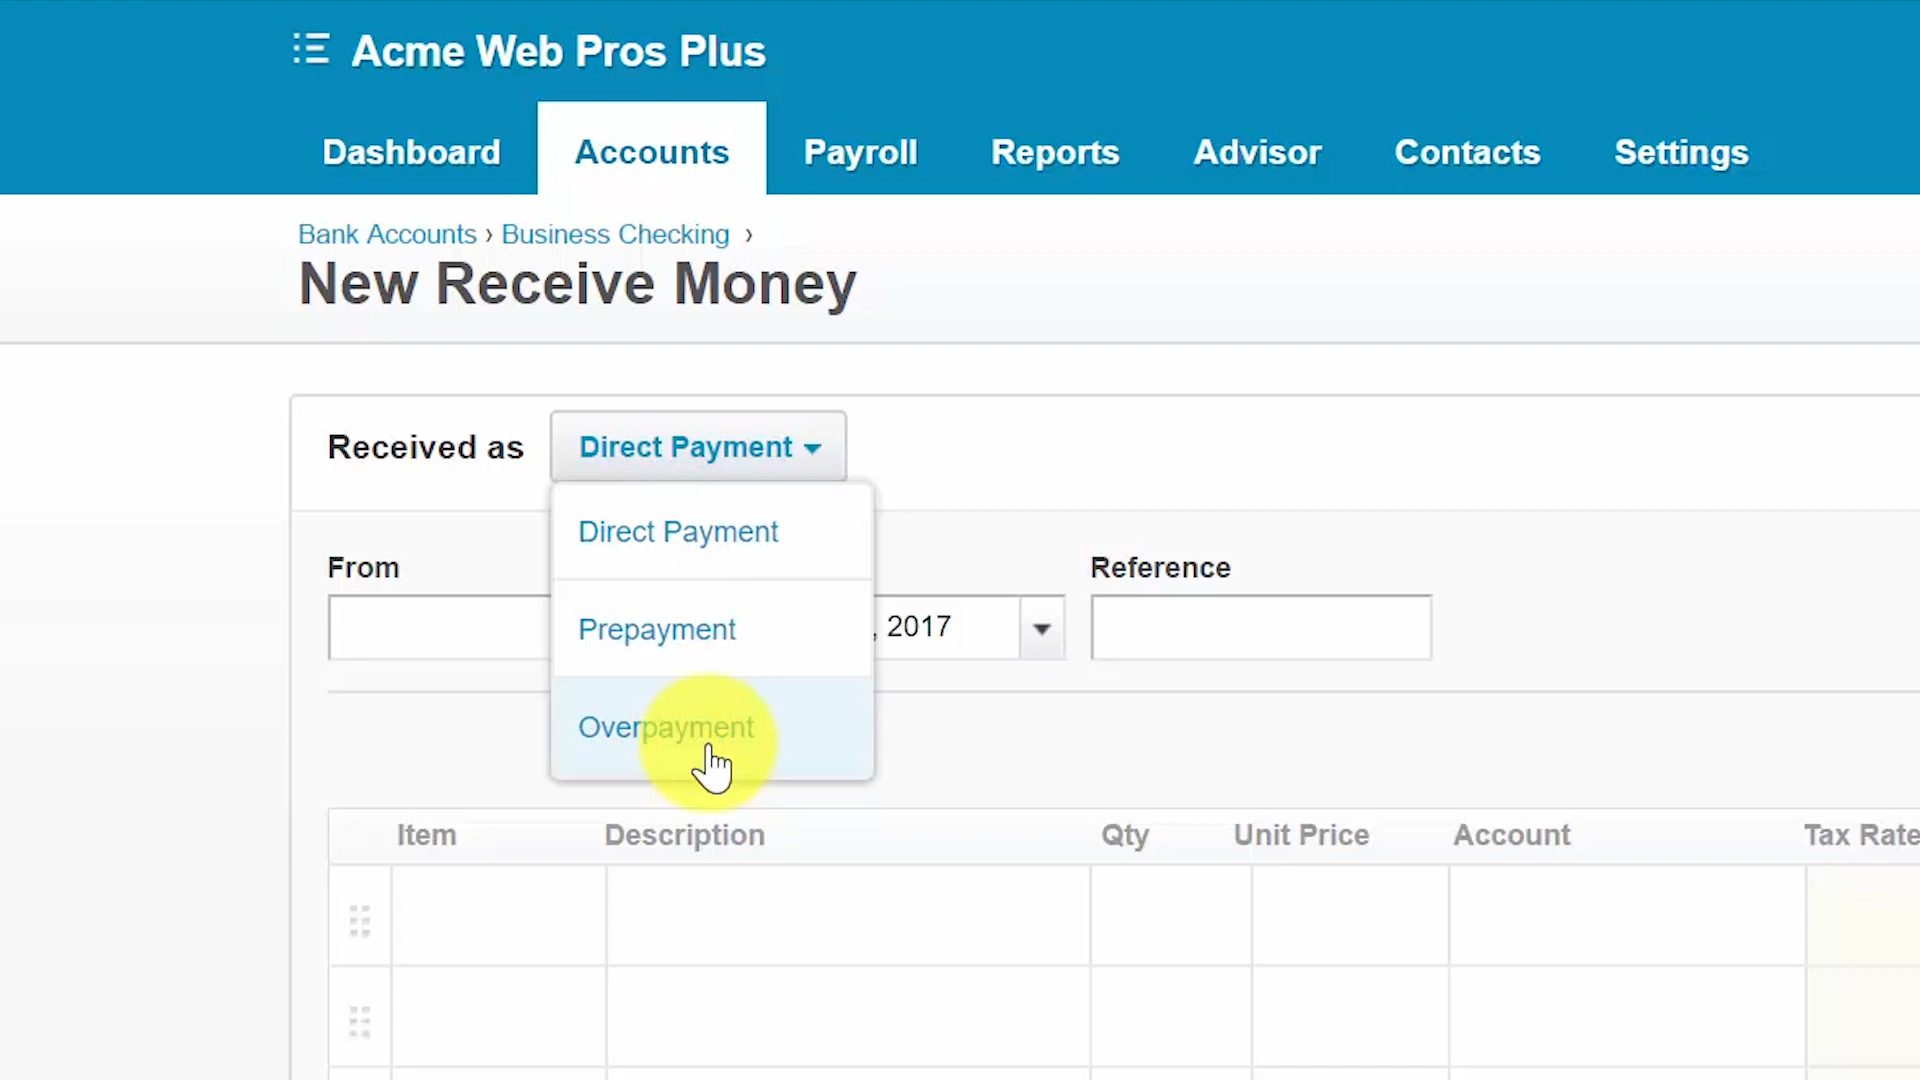 Acme Web Pros Plus
Dashboard Accounts Payroll Reports Advisor Contacts Settings
Bank Accounts › Business Checking ›
New Receive Money
Received as Direct Payment
Direct Payment
Prepayment
Overpayment
From Reference
, 2017
Item Description Qty Unit Price Account Tax Rate